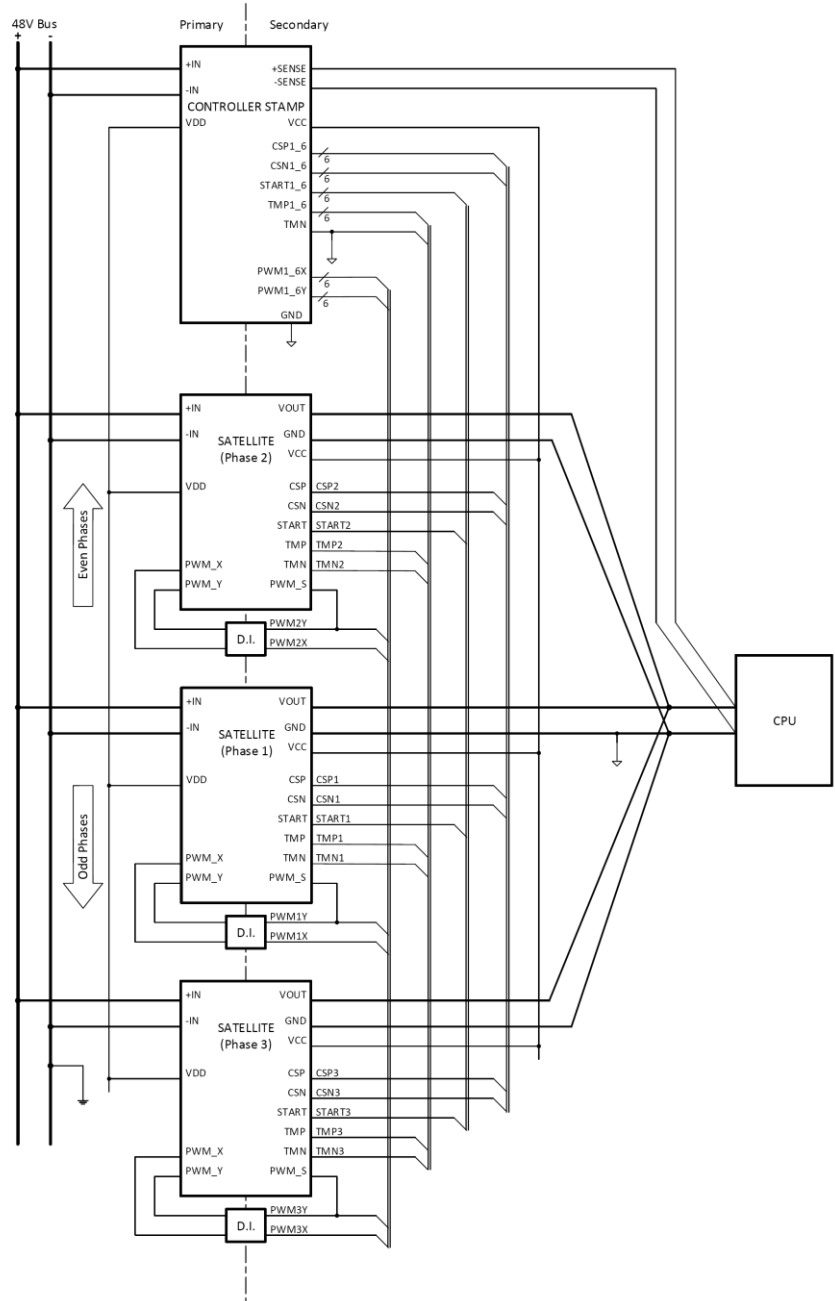 48V Bus
+ -
Primary Secondary
+IN
-IN
+SENSE
-SENSE
CONTROLLER STAMP
VDD VCC
CSP1_6
6
CSN1_6
6
START1_6
6
TMP1_6
6
TMN
PWM1_6X
6
PWM1_6Y
6
GND
+IN VOUT
-IN GND
SATELLITE
(Phase 2)
VCC
VDD CSP CSP2
CSN CSN2
START START2
TMP TMP2
PWM_X TMN TMN2
PWM_Y PWM_S
D.I.
PWM2Y
PWM2X
Even Phases
+IN VOUT
-IN GND
SATELLITE
(Phase 1)
VCC
VDD CSP CSP1
CSN CSN1
START START1
TMP TMP1
PWM_X TMN TMN1
PWM_Y PWM_S
D.I.
PWM1Y
PWM1X
Odd Phases
CPU
+IN VOUT
-IN GND
SATELLITE
(Phase 3)
VCC
VDD CSP CSP3
CSN CSN3
START START3
TMP TMP3
PWM_X TMN TMN3
PWM_Y PWM_S
D.I.
PWM3Y
PWM3X